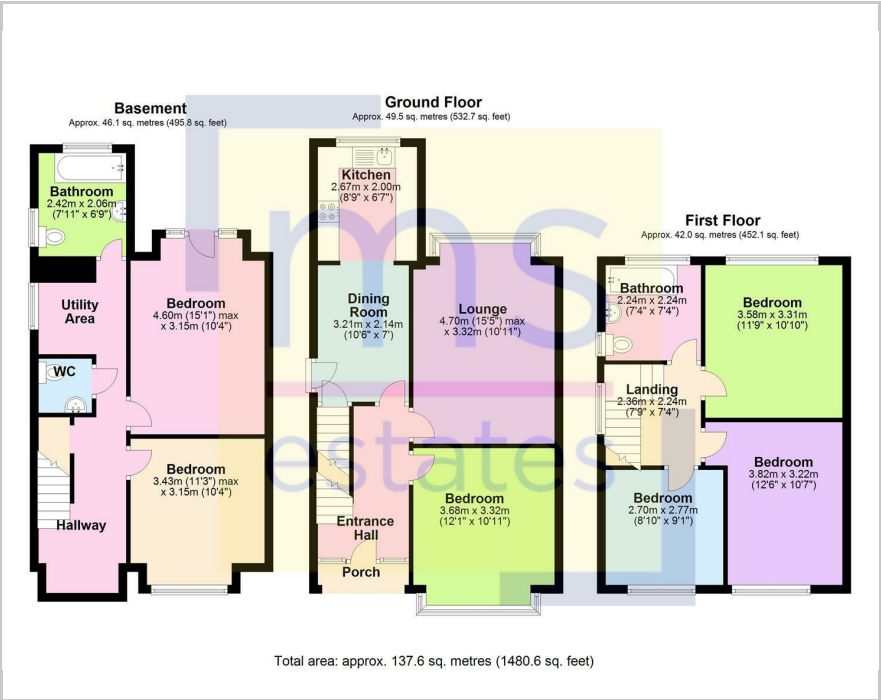 Basement
Approx. 46.1 sq. metres (495.8 sq. feet)
Bathroom
2.42m x 2.06m
(7'11" x 6'9")
Utility
Area
WC
Hallway
Bedroom
4.60m (15'1") max
x 3.15m (10'4")
Bedroom
3.43m (11'3") max
x 3.15m (10'4")
Ground Floor
Approx. 49.5 sq. metres (532.7 sq. feet)
Kitchen
2.67m x 2.00m
(8'9" x 6'7")
Dining
Room
3.21m x 2.14m
(10'6" x 7')
Lounge
4.70m (15'5") max
x 3.32m (10'11")
Entrance
Hall
Porch
Bedroom
3.68m x 3.32m
(12'1" x 10'11")
First Floor
Approx. 42.0 sq. metres (452.1 sq. feet)
Bathroom
2.24m x 2.24m
(7'4" x 7'4")
Bedroom
3.58m x 3.31m
(11'9" x 10'10")
Landing
2.36m x 2.24m
(7'9" x 7'4")
Bedroom
2.70m x 2.77m
(8'10" x 9'1")
Bedroom
3.82m x 3.22m
(12'6" x 10'7")
ms
estates
Total area: approx. 137.6 sq. metres (1480.6 sq. feet)